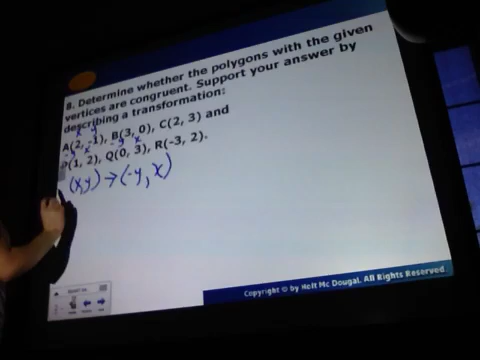 8. Determine whether the polygons with the given
vertices are congruent. Support your answer by
describing a transformation:
x y
A(2, -1), B(3, 0), C(2, 3) and
-y x -y x
P(1, 2), Q(0, 3), R(-3, 2).
(x,y) → (-y, x)
Copyright © by Holt Mc Dougal. All Rights Reserved.